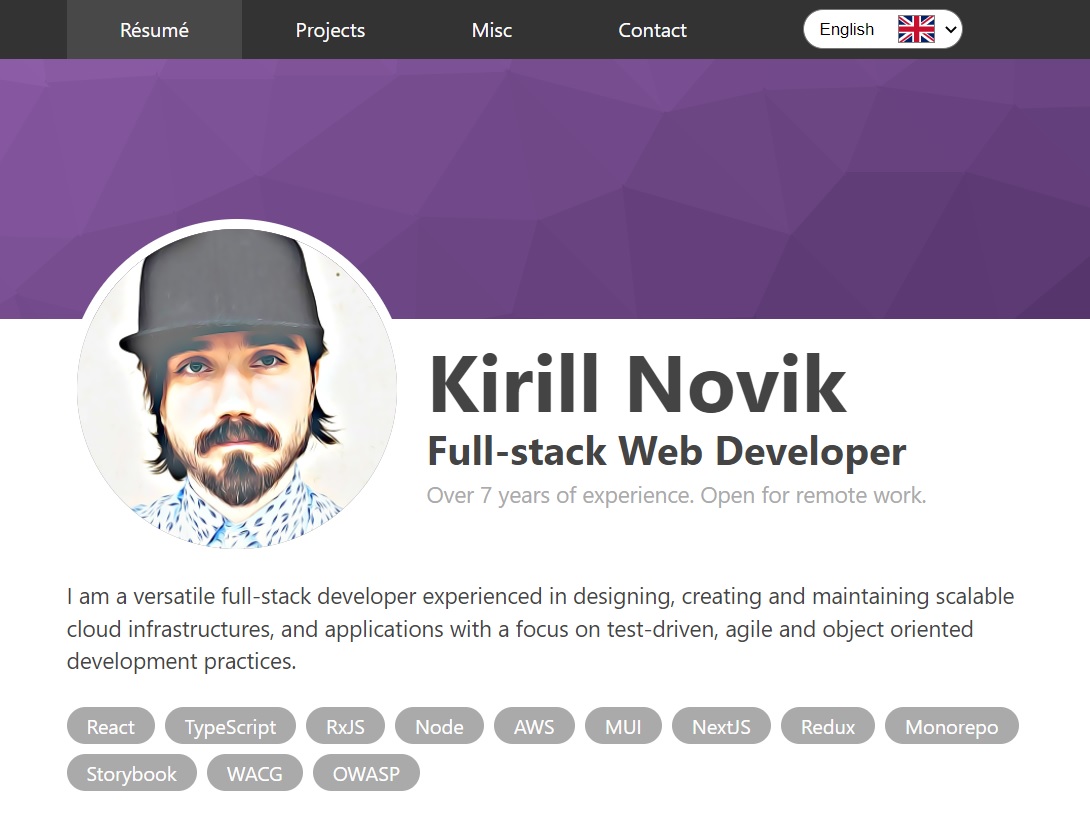 Résumé Projects Misc Contact English
Kirill Novik
Full-stack Web Developer
Over 7 years of experience. Open for remote work.
I am a versatile full-stack developer experienced in designing, creating and maintaining scalable
cloud infrastructures, and applications with a focus on test-driven, agile and object oriented
development practices.
React TypeScript RxJS Node AWS MUI NextJS Redux Monorepo
Storybook WACG OWASP